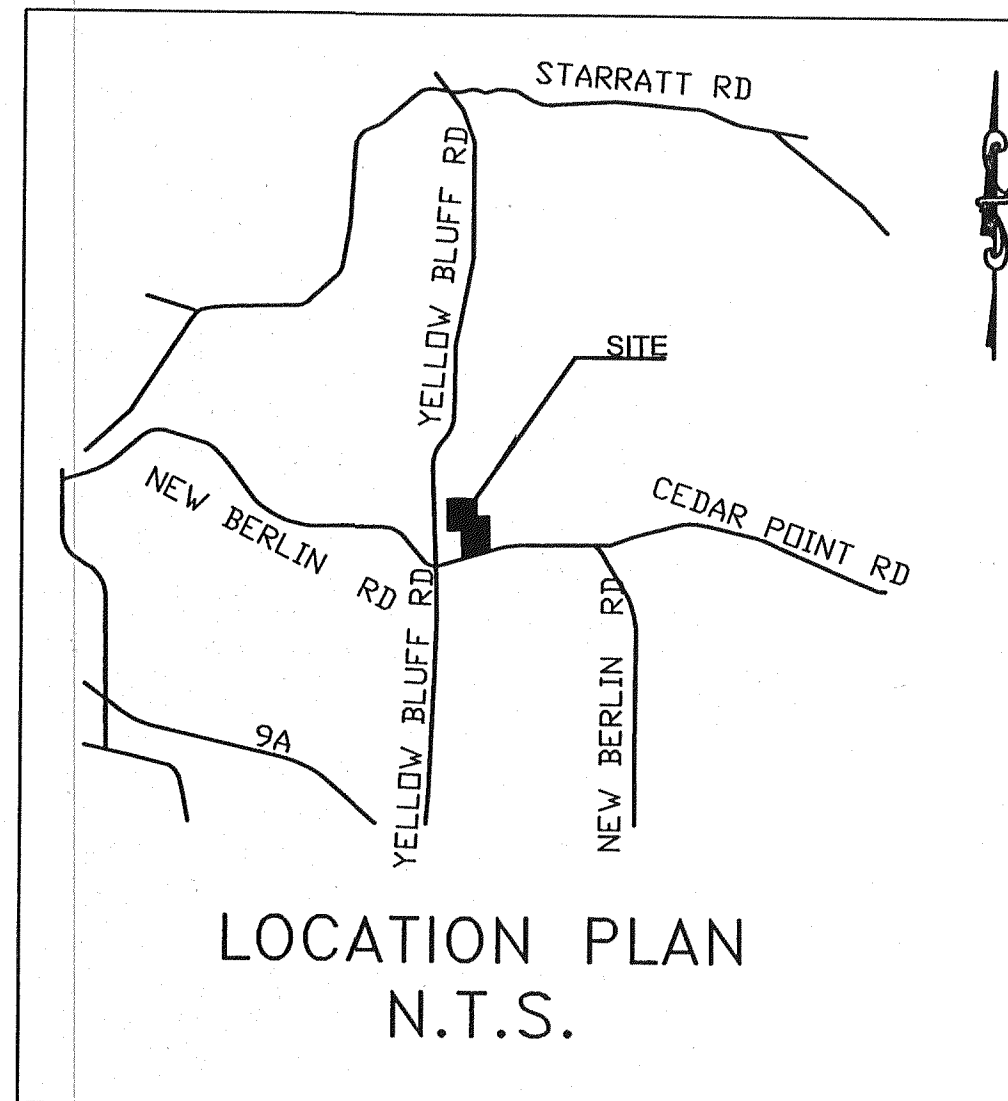 STARRATT RD
YELLOW BLUFF RD
SITE
NEW BERLIN RD
CEDAR POINT RD
YELLOW BLUFF RD
NEW BERLIN RD
9A
LOCATION PLAN
N.T.S.